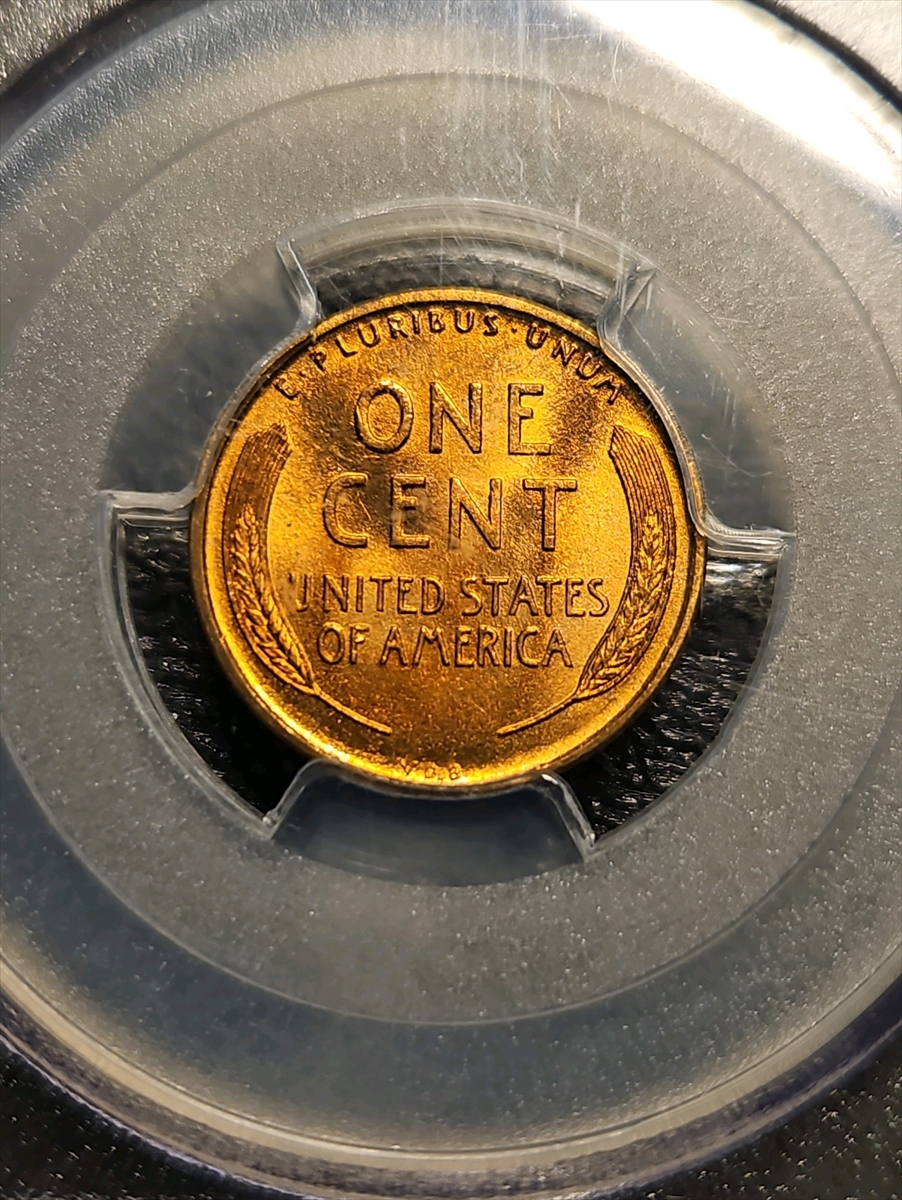 E·PLURIBUS·UNUM
ONE
CENT
UNITED STATES
OF AMERICA
V.D.B.